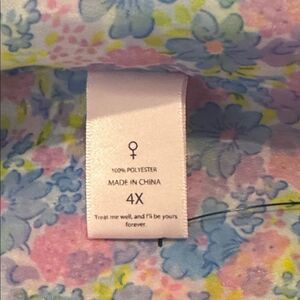 100% POLYESTER
MADE IN CHINA
4X
Treat me well, and I'll be yours
forever.